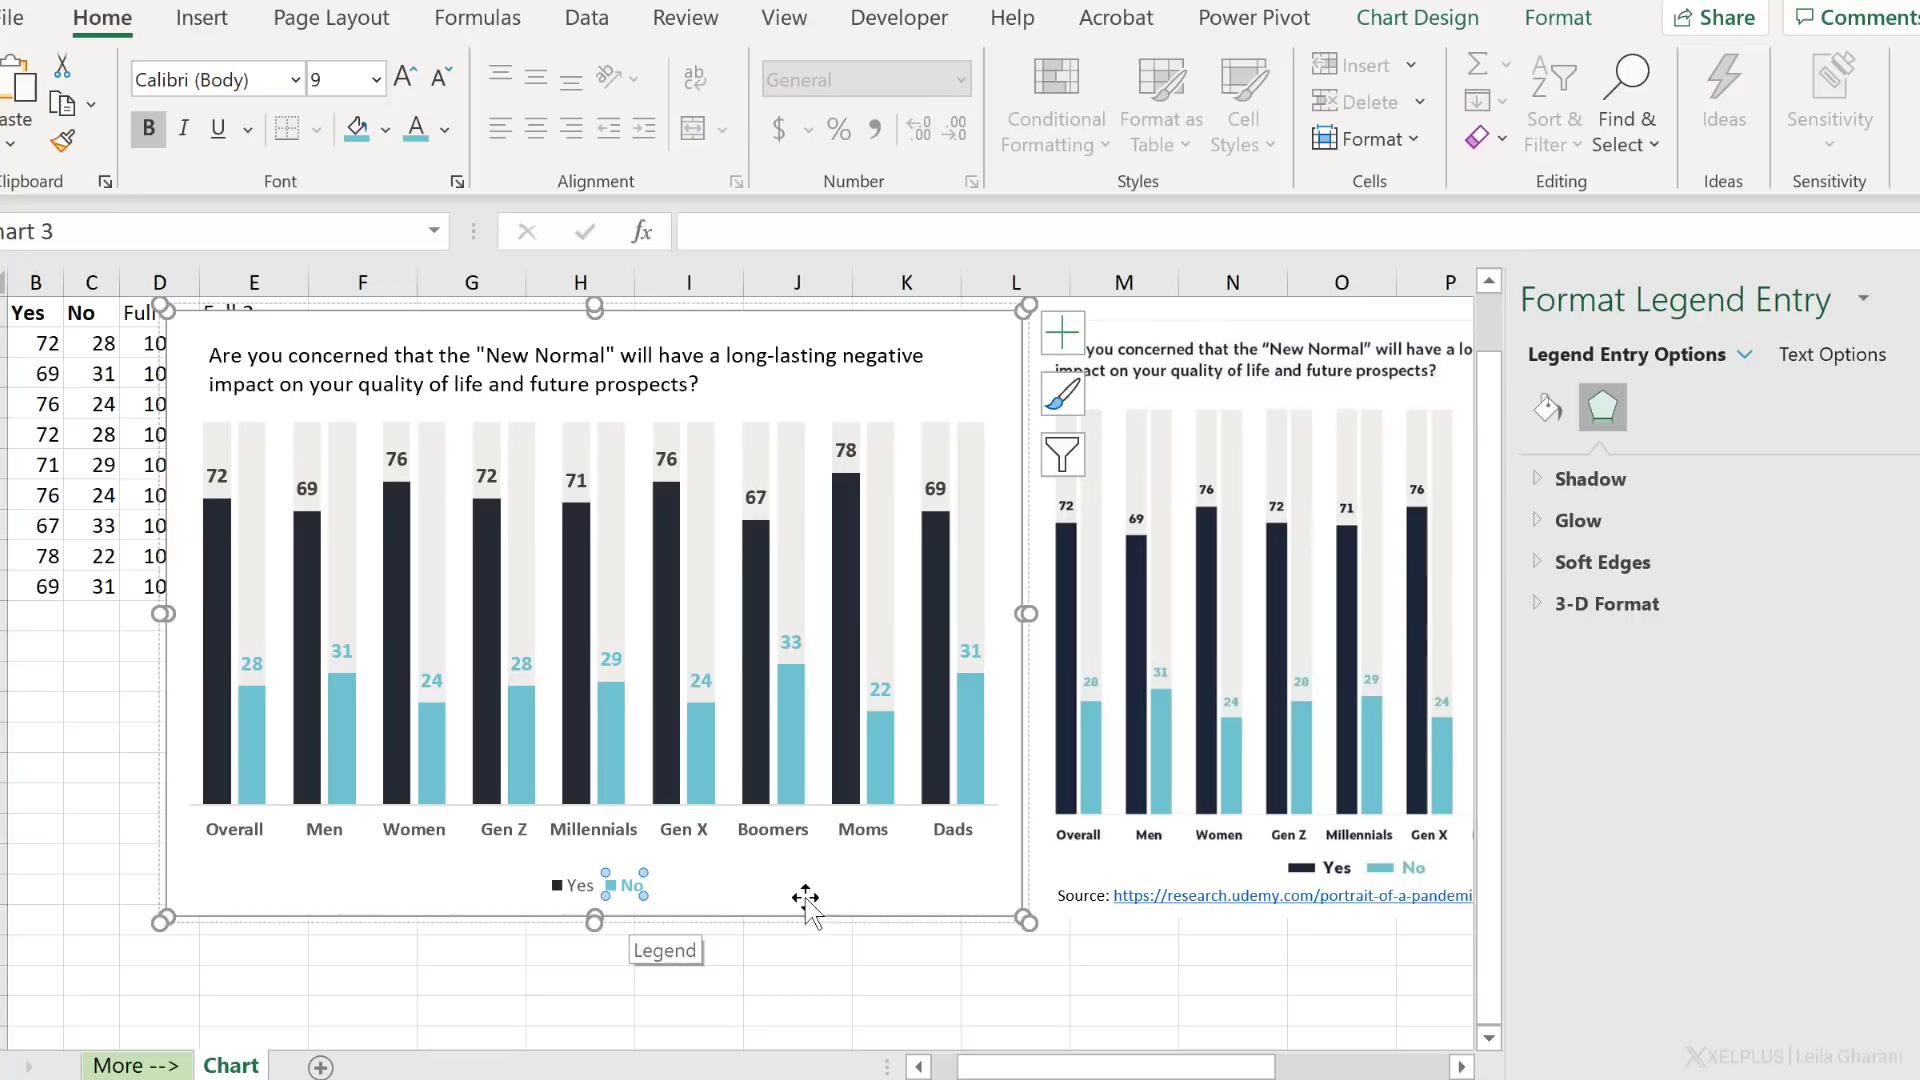 File Home Insert Page Layout Formulas Data Review View Developer Help Acrobat Power Pivot Chart Design Format Share Comments
aste
Clipboard
Calibri (Body) 9
B I U
Font
ab
Alignment
General
$ % 9 .00 .00
Number
Conditional Formatting
Format as Table
Cell Styles
Styles
Insert
Delete
Format
Cells
Sort & Filter
Find & Select
Editing
Ideas
Ideas
Sensitivity
Sensitivity
hart 3
fx
B C D E F G H I J K L M N O P
Yes No Full
72 28 10
69 31 10
76 24 10
72 28 10
71 29 10
76 24 10
67 33 10
78 22 10
69 31 10
Are you concerned that the "New Normal" will have a long-lasting negative
impact on your quality of life and future prospects?
72 28 69 31 76 24 72 28 71 29 76 24 67 33 78 22 69 31
Overall Men Women Gen Z Millennials Gen X Boomers Moms Dads
Yes No
Legend
you concerned that the “New Normal” will have a lo
impact on your quality of life and future prospects?
72 28 69 31 76 24 72 28 71 29 76 24
Overall Men Women Gen Z Millennials Gen X
Yes No
Source: https://research.udemy.com/portrait-of-a-pandemi
Format Legend Entry
Legend Entry Options Text Options
Shadow
Glow
Soft Edges
3-D Format
More --> Chart
XELPLUS | Leila Gharani